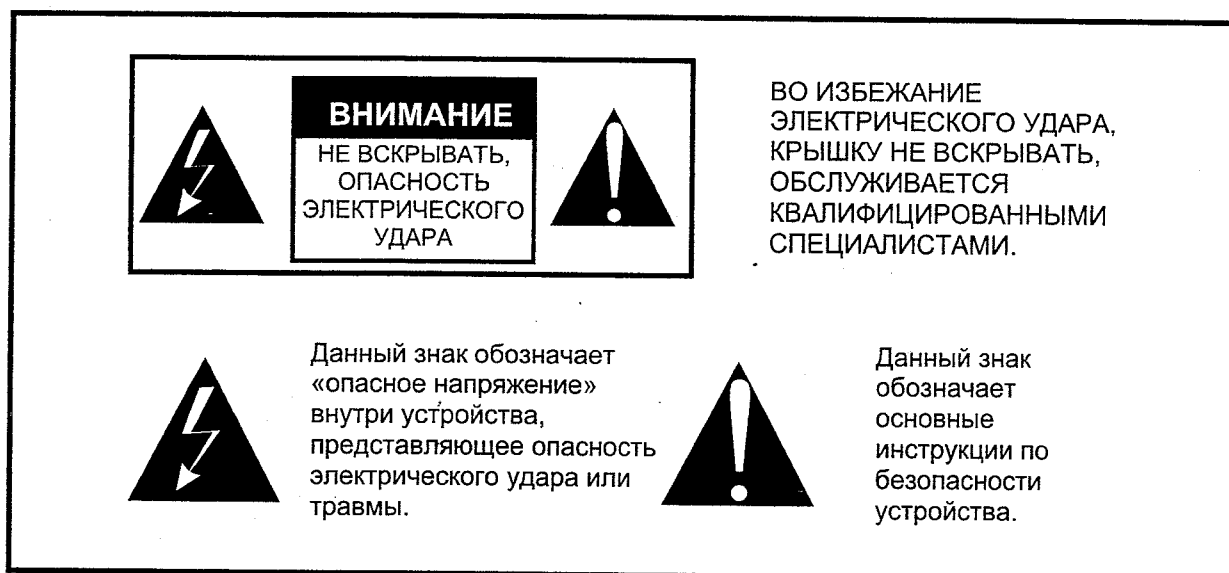 ВНИМАНИЕ
НЕ ВСКРЫВАТЬ,
ОПАСНОСТЬ
ЭЛЕКТРИЧЕСКОГО
УДАРА
ВО ИЗБЕЖАНИЕ
ЭЛЕКТРИЧЕСКОГО УДАРА,
КРЫШКУ НЕ ВСКРЫВАТЬ,
ОБСЛУЖИВАЕТСЯ
КВАЛИФИЦИРОВАННЫМИ
СПЕЦИАЛИСТАМИ.
Данный знак обозначает
«опасное напряжение»
внутри устройства,
представляющее опасность
электрического удара или
травмы.
Данный знак
обозначает
основные
инструкции по
безопасности
устройства.